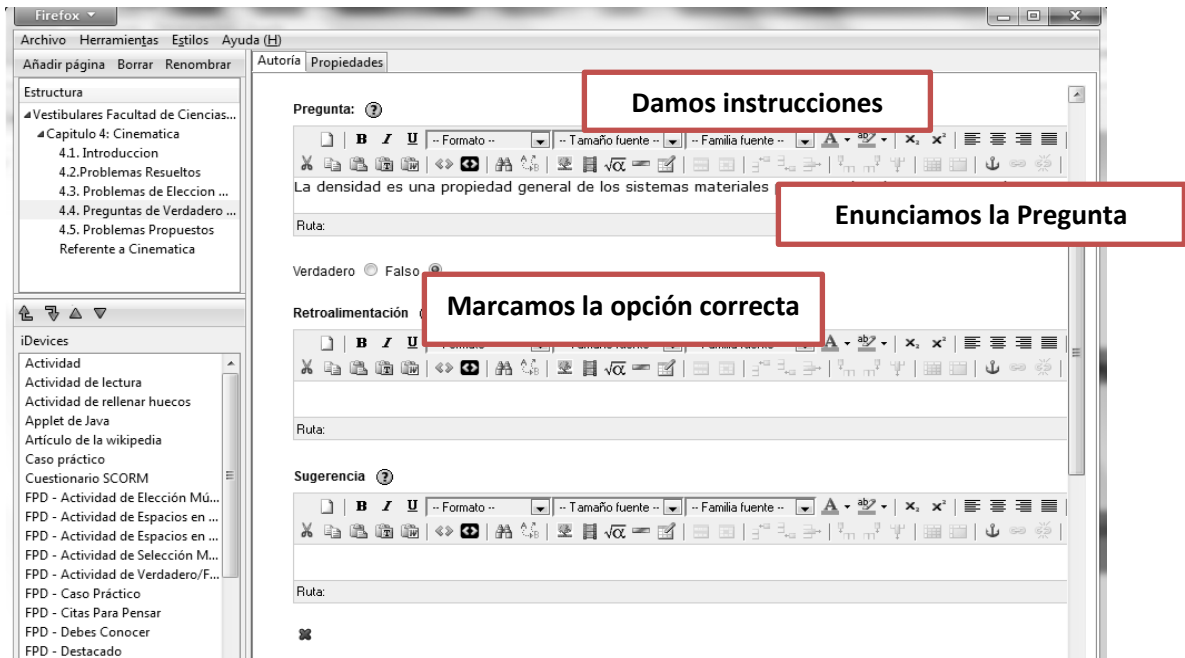 Firefox
Archivo Herramientas Estilos Ayuda (H)
Añadir página Borrar Renombrar
Autoría Propiedades
Estructura
Vestibulares Facultad de Ciencias...
Capitulo 4: Cinematica
4.1. Introduccion
4.2.Problemas Resueltos
4.3. Problemas de Eleccion ...
4.4. Preguntas de Verdadero ...
4.5. Problemas Propuestos
Referente a Cinematica
iDevices
Actividad
Actividad de lectura
Actividad de rellenar huecos
Applet de Java
Artículo de la wikipedia
Caso práctico
Cuestionario SCORM
FPD - Actividad de Elección Mú...
FPD - Actividad de Espacios en ...
FPD - Actividad de Espacios en ...
FPD - Actividad de Selección M...
FPD - Actividad de Verdadero/F...
FPD - Caso Práctico
FPD - Citas Para Pensar
FPD - Debes Conocer
FPD - Destacado
Damos instrucciones
Pregunta:
B I U -- Formato -- -- Tamaño fuente -- -- Familia fuente --
La densidad es una propiedad general de los sistemas materiales
Enunciamos la Pregunta
Ruta:
Verdadero Falso
Marcamos la opción correcta
Retroalimentación
B I U
Ruta:
Sugerencia
B I U -- Formato -- -- Tamaño fuente -- -- Familia fuente --
Ruta: